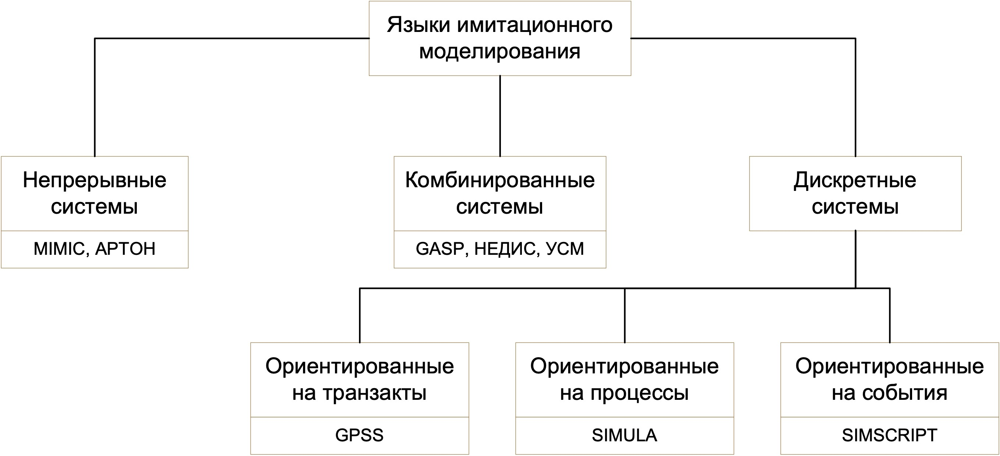 Языки имитационного
моделирования
Непрерывные
системы
MIMIC, АРТОН
Комбинированные
системы
GASP, НЕДИС, УСМ
Дискретные
системы
Ориентированные
на транзакты
GPSS
Ориентированные
на процессы
SIMULA
Ориентированные
на события
SIMSCRIPT